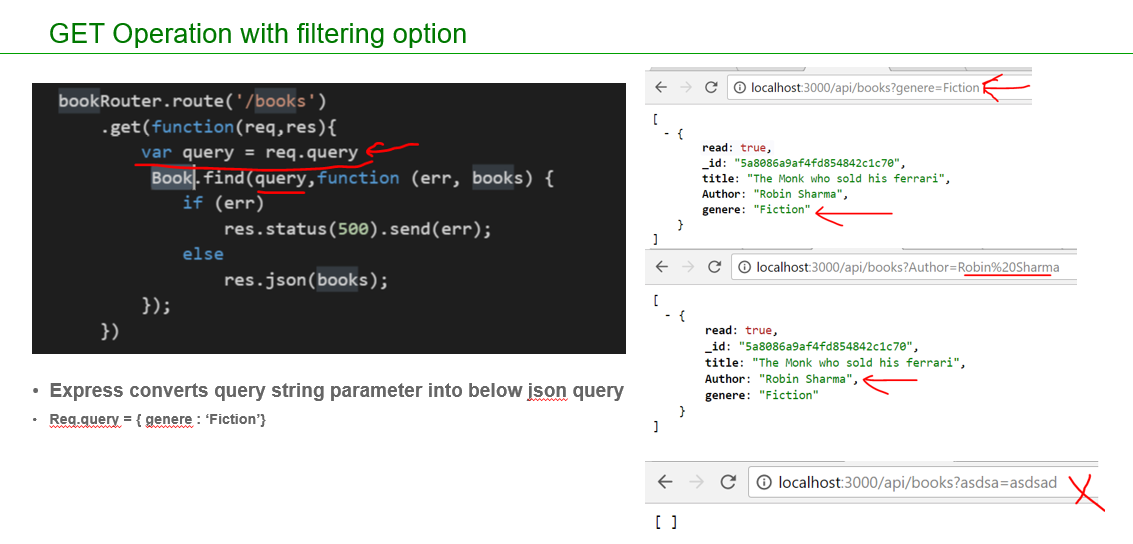 GET Operation with filtering option
bookRouter.route('/books')
.get(function(req,res){
var query = req.query
Book.find(query,function (err, books) {
if (err)
res.status(500).send(err);
else
res.json(books);
});
})
• Express converts query string parameter into below json query
• Req.query = { genere : ‘Fiction’}
localhost:3000/api/books?genere=Fiction
[
- {
read: true,
_id: "5a8086a9af4fd854842c1c70",
title: "The Monk who sold his ferrari",
Author: "Robin Sharma",
genere: "Fiction"
}
]
localhost:3000/api/books?Author=Robin%20Sharma
[
- {
read: true,
_id: "5a8086a9af4fd854842c1c70",
title: "The Monk who sold his ferrari",
Author: "Robin Sharma",
genere: "Fiction"
}
]
localhost:3000/api/books?asdsa=asdsad
[ ]